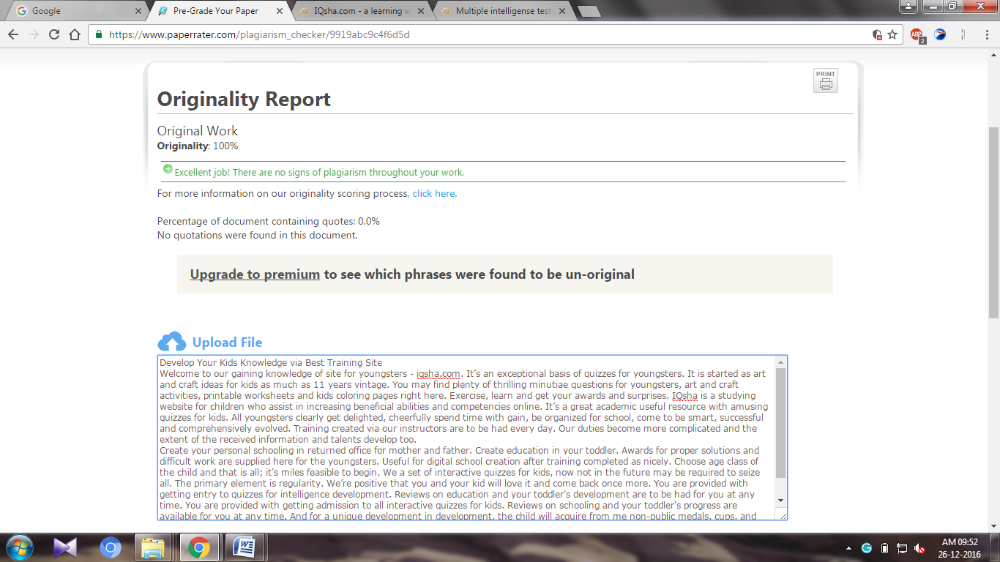 Google
Pre-Grade Your Paper
IQsha.com - a learning w
Multiple intelligense test
https://www.paperrater.com/plagiarism_checker/9919abc9c4f6d5d
ABP
2
PRINT
Originality Report
Original Work
Originality: 100%
Excellent job! There are no signs of plagiarism throughout your work.
For more information on our originality scoring process, click here.
Percentage of document containing quotes: 0.0%
No quotations were found in this document.
Upgrade to premium to see which phrases were found to be un-original
Upload File
Develop Your Kids Knowledge via Best Training Site
Welcome to our gaining knowledge of site for youngsters - iqsha.com. It's an exceptional basis of quizzes for youngsters. It is started as art
and craft ideas for kids as much as 11 years vintage. You may find plenty of thrilling minutiae questions for youngsters, art and craft
activities, printable worksheets and kids coloring pages right here. Exercise, learn and get your awards and surprises. IQsha is a studying
website for children who assist in increasing beneficial abilities and competencies online. It's a great academic useful resource with amusing
quizzes for kids. All youngsters clearly get delighted, cheerfully spend time with gain, be organized for school, come to be smart, successful
and comprehensively evolved. Training created via our instructors are to be had every day. Our duties become more complicated and the
extent of the received information and talents develop too.
Create your personal schooling in returned office for mother and father. Create education in your toddler. Awards for proper solutions and
difficult work are supplied here for the youngsters. Useful for digital school creation after training completed as nicely. Choose age class of
the child and that is all; it's miles feasible to begin. We a set of interactive quizzes for kids, now not in the future may be required to seize
all. The primary element is regularity. We're positive that you and your kid will love it and come back once more. You are provided with
getting entry to quizzes for intelligence development. Reviews on education and your toddler's development are to be had for you at any
time. You are provided with getting admission to all interactive quizzes for kids. Reviews on schooling and your toddler's progress are
available for you at any time. And for a unique development in development, the child will acquire from me non-public medals, cups, and
AM 09:52
26-12-2016